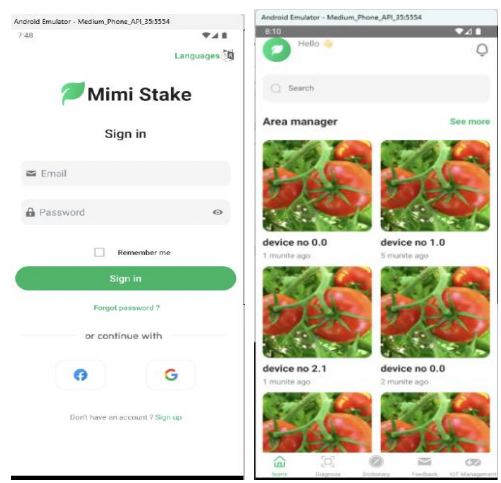 Android Emulator - Medium_Phone_API_35:5554
7:48
Languages
Mimi Stake
Sign in
Email
Password
Remember me
Sign in
Forgot password ?
or continue with
Don't have an account ? Sign up
Android Emulator - Medium_Phone_API_35:5554
8:10
Hello
Search
Area manager
See more
device no 0.0
1 munite ago
device no 1.0
5 munite ago
device no 2.1
1 munite ago
device no 0.0
2 munite ago
Home
Diagnose
Dictionary
Feedback
IOT Management